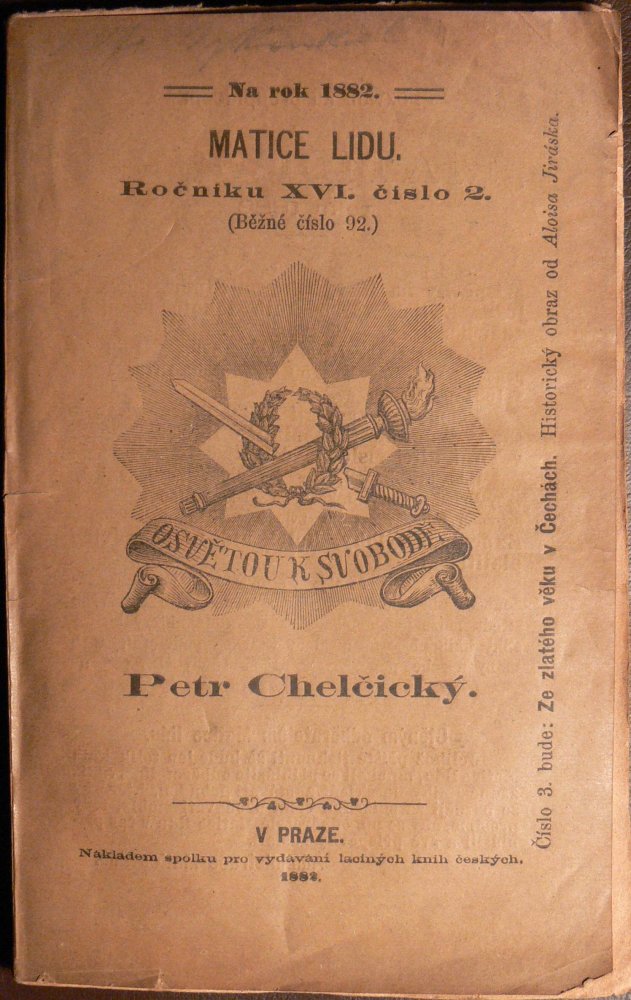 Na rok 1882.
MATICE LIDU.
Ročníku XVI. číslo 2.
(Běžné číslo 92.)
OSVĚTOU K SVOBODĚ
Petr Chelčický.
V PRAZE.
Nákladem spolku pro vydávání laciných knih českých.
1882.
Číslo 3. bude: Ze zlatého věku v Čechách. Historický obraz od Aloisa Jiráska.